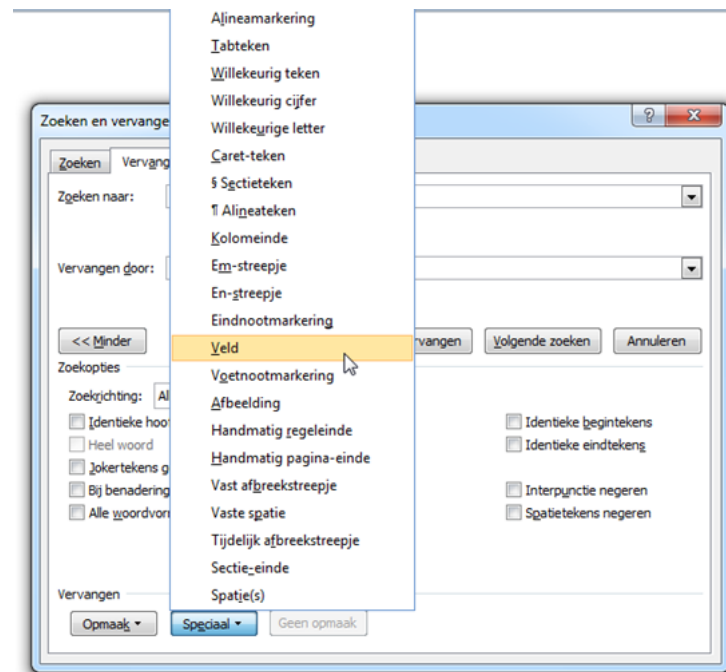 Alineamarkering
Tabteken
Willekeurig teken
Willekeurig cijfer
Willekeurige letter
Caret-teken
§ Sectieteken
¶ Alineateken
Kolomeinde
Em-streepje
En-streepje
Eindnootmarkering
Veld
Voetnootmarkering
Afbeelding
Handmatig regeleinde
Handmatig pagina-einde
Vast afbreekstreepje
Vaste spatie
Tijdelijk afbreekstreepje
Sectie-einde
Spatie(s)
Zoeken en vervange
Zoeken Vervang
Zoeken naar:
Vervangen door:
<< Minder rvangen Volgende zoeken Annuleren
Zoekopties
Zoekrichting: Al
Identieke hoof
Heel woord
Jokertekens g
Bij benadering
Alle woordvorr
Identieke begintekens
Identieke eindtekens
Interpunctie negeren
Spatietekens negeren
Vervangen
Opmaak Speciaal Geen opmaak